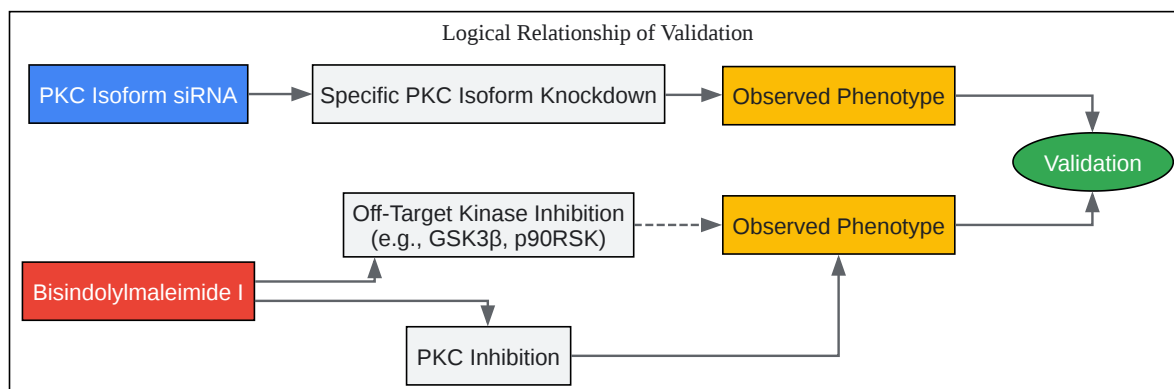 Logical Relationship of Validation
PKC Isoform siRNA
Specific PKC Isoform Knockdown
Observed Phenotype
Validation
Off-Target Kinase Inhibition
(e.g., GSK3β, p90RSK)
Observed Phenotype
Bisindolylmaleimide I
PKC Inhibition